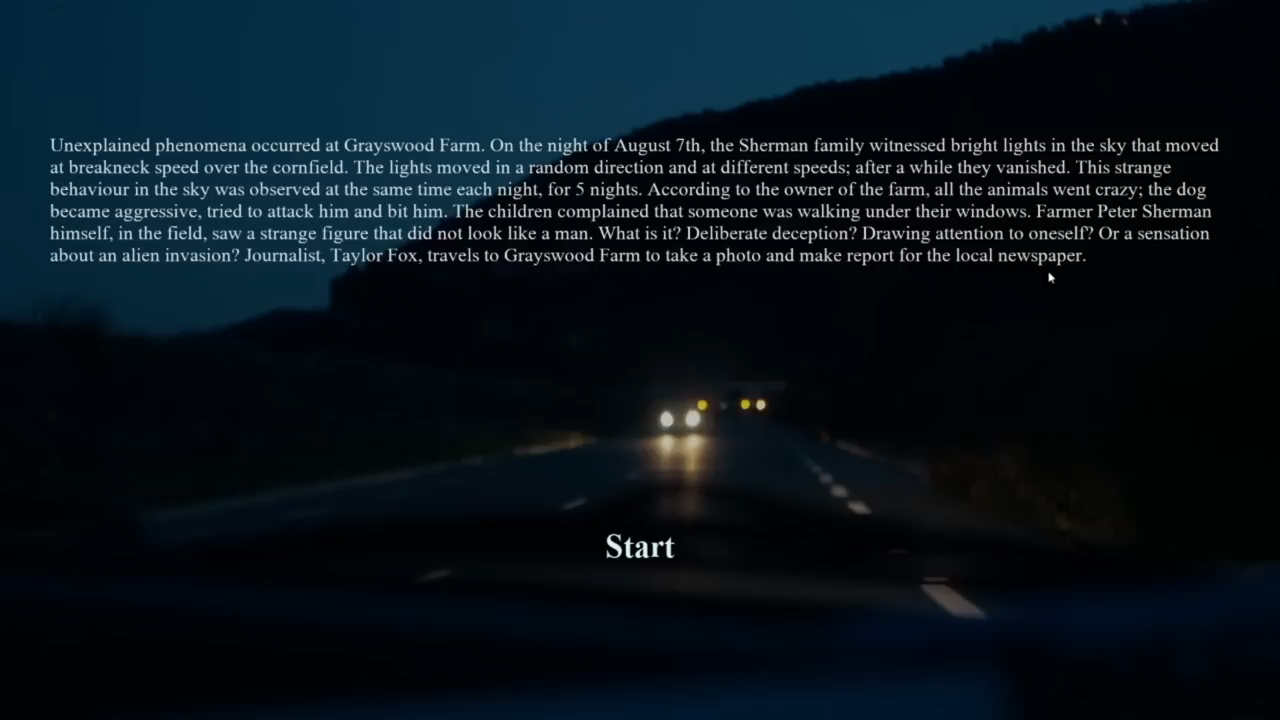 Unexplained phenomena occurred at Grayswood Farm. On the night of August 7th, the Sherman family witnessed bright lights in the sky that moved
at breakneck speed over the cornfield. The lights moved in a random direction and at different speeds; after a while they vanished. This strange
behaviour in the sky was observed at the same time each night, for 5 nights. According to the owner of the farm, all the animals went crazy; the dog
became aggressive, tried to attack him and bit him. The children complained that someone was walking under their windows. Farmer Peter Sherman
himself, in the field, saw a strange figure that did not look like a man. What is it? Deliberate deception? Drawing attention to oneself? Or a sensation
about an alien invasion? Journalist, Taylor Fox, travels to Grayswood Farm to take a photo and make report for the local newspaper.
Start